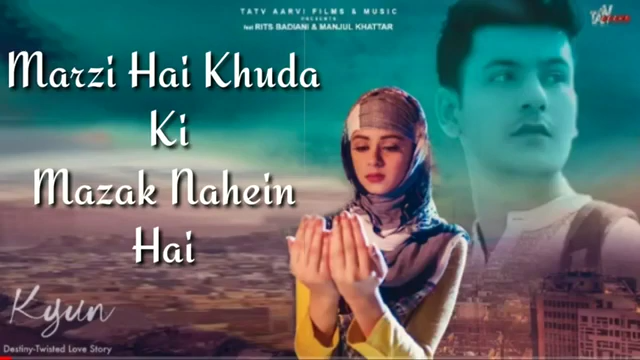 TATV AARVI FILMS & MUSIC
PRESENTS
feat RITS BADIANI & MANJUL KHATTAR
Marzi Hai Khuda
Ki
Mazak Nahein
Hai
Kyun
Destiny-Twisted Love Story